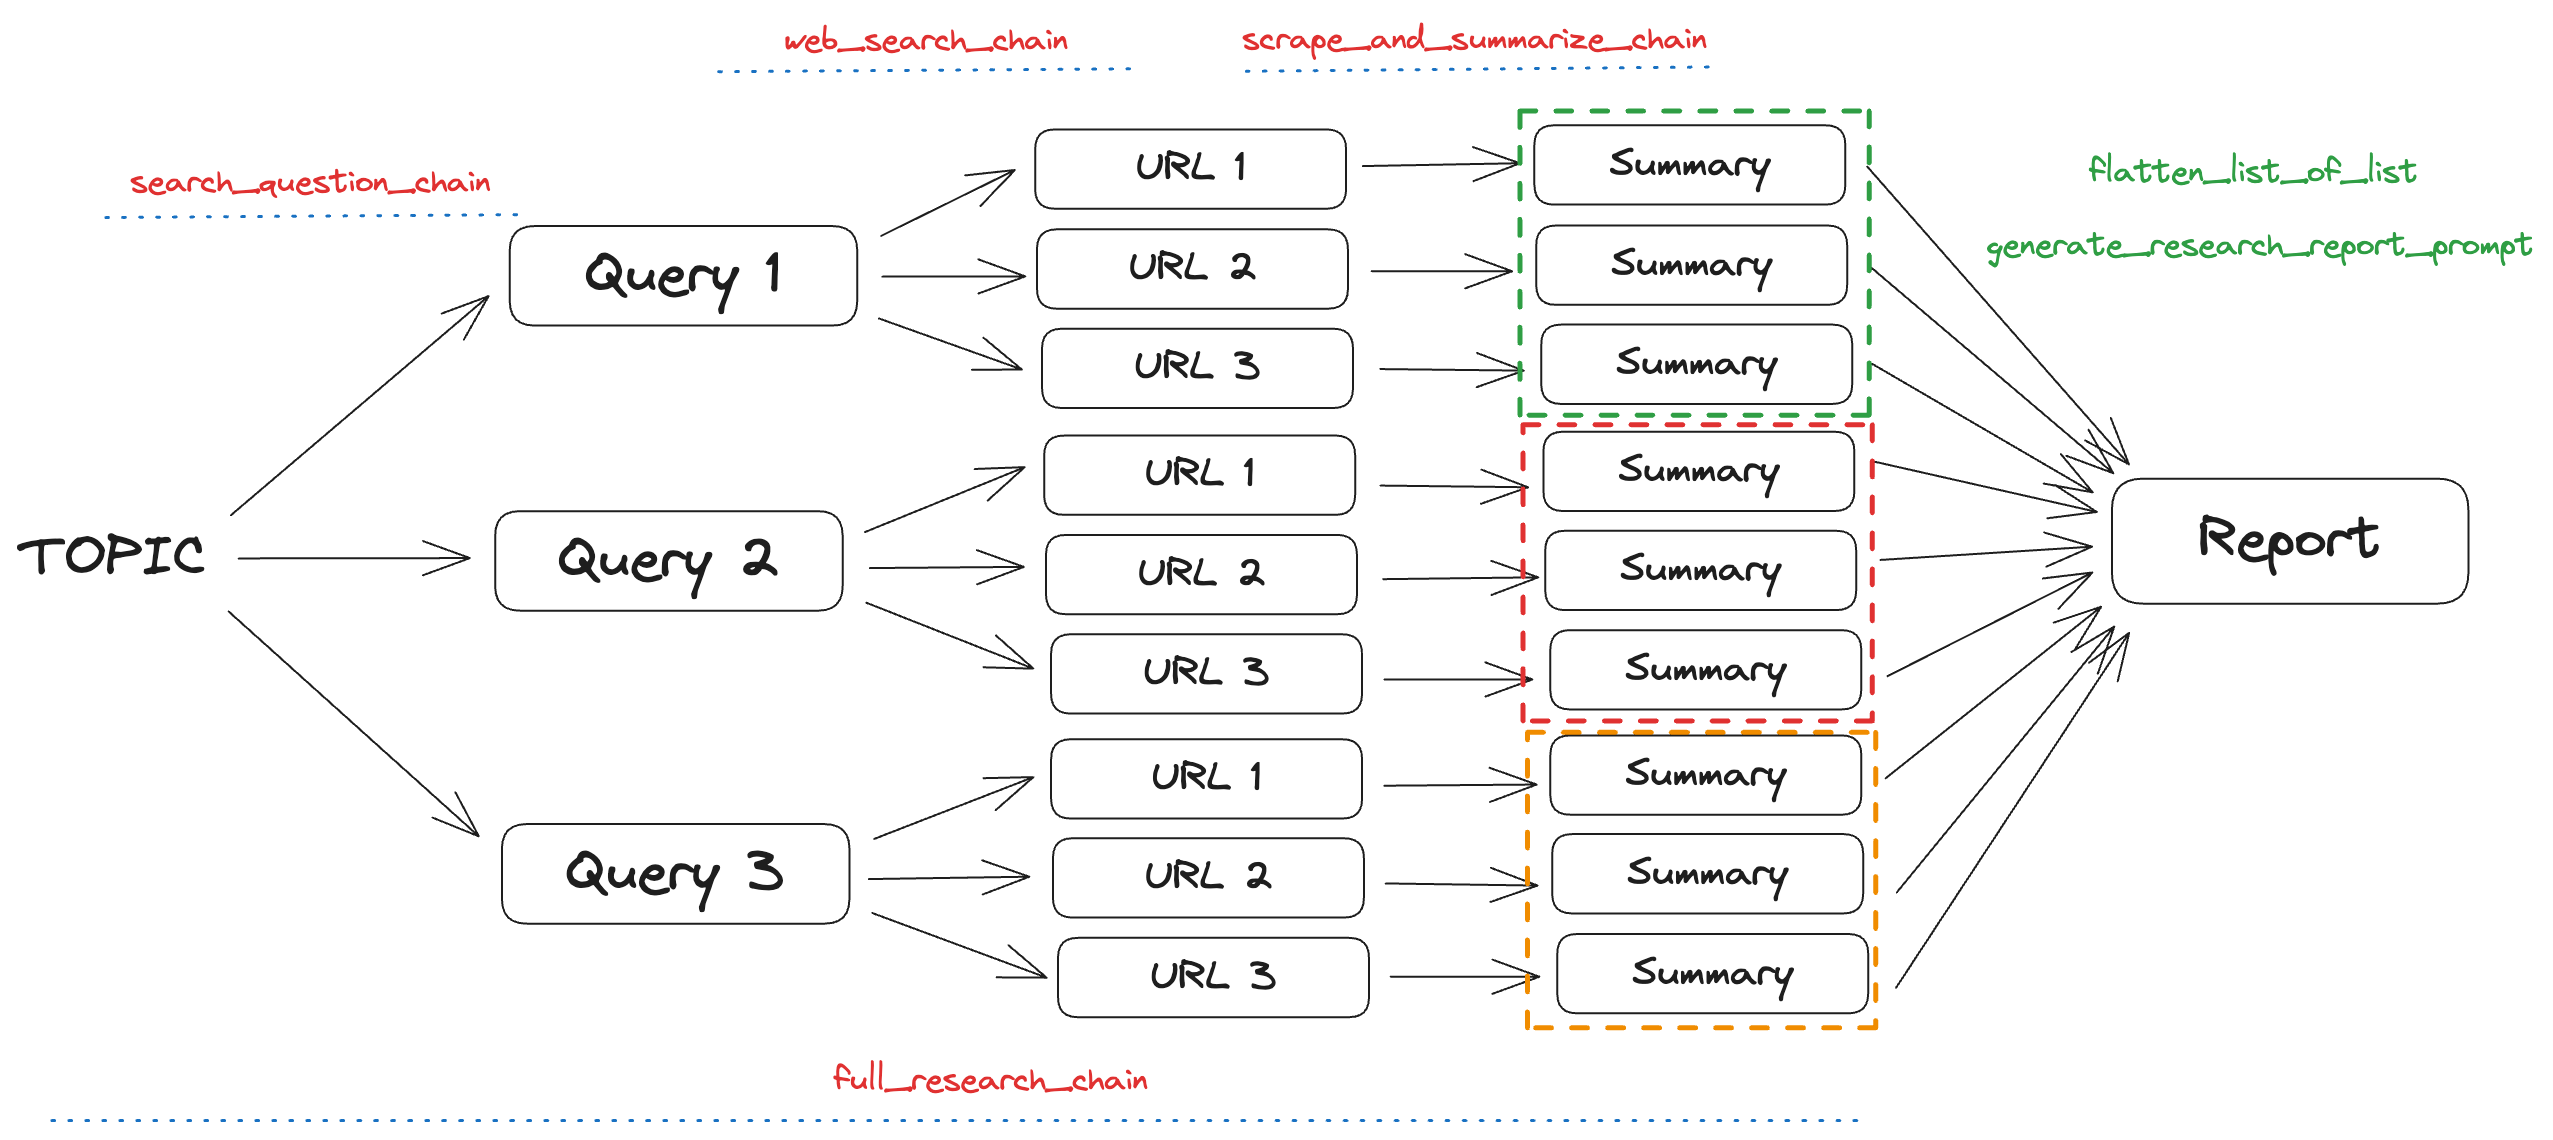 web_search_chain
scrape_and_summarize_chain
search_question_chain
flatten_list_of_list
generate_research_report_prompt
TOPIC
Query 1
URL 1
Summary
URL 2
Summary
URL 3
Summary
Query 2
URL 1
Summary
URL 2
Summary
URL 3
Summary
Query 3
URL 1
Summary
URL 2
Summary
URL 3
Summary
Report
full_research_chain